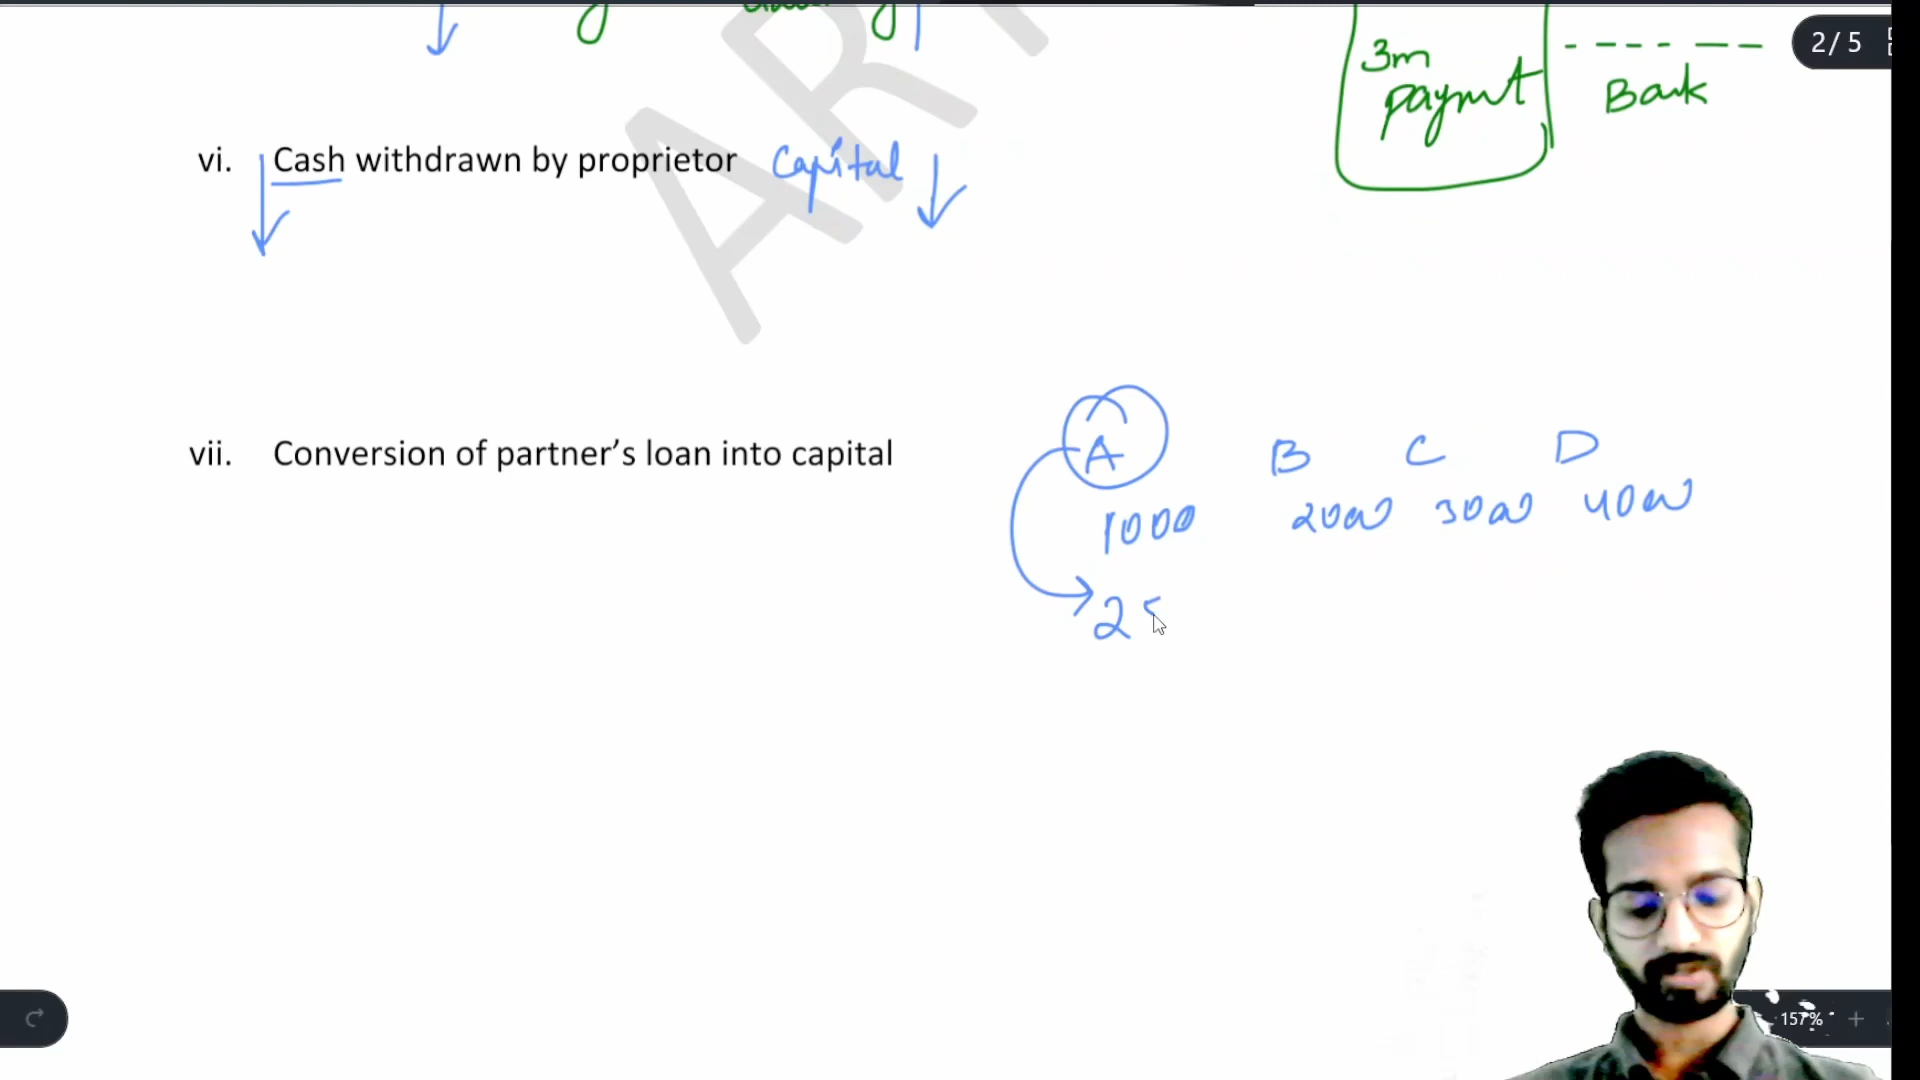 2/5
3m
paymt
Bank
vi. Cash withdrawn by proprietor Capital
vii. Conversion of partner’s loan into capital
A B C D
1000 2000 3000 4000
2
157% +